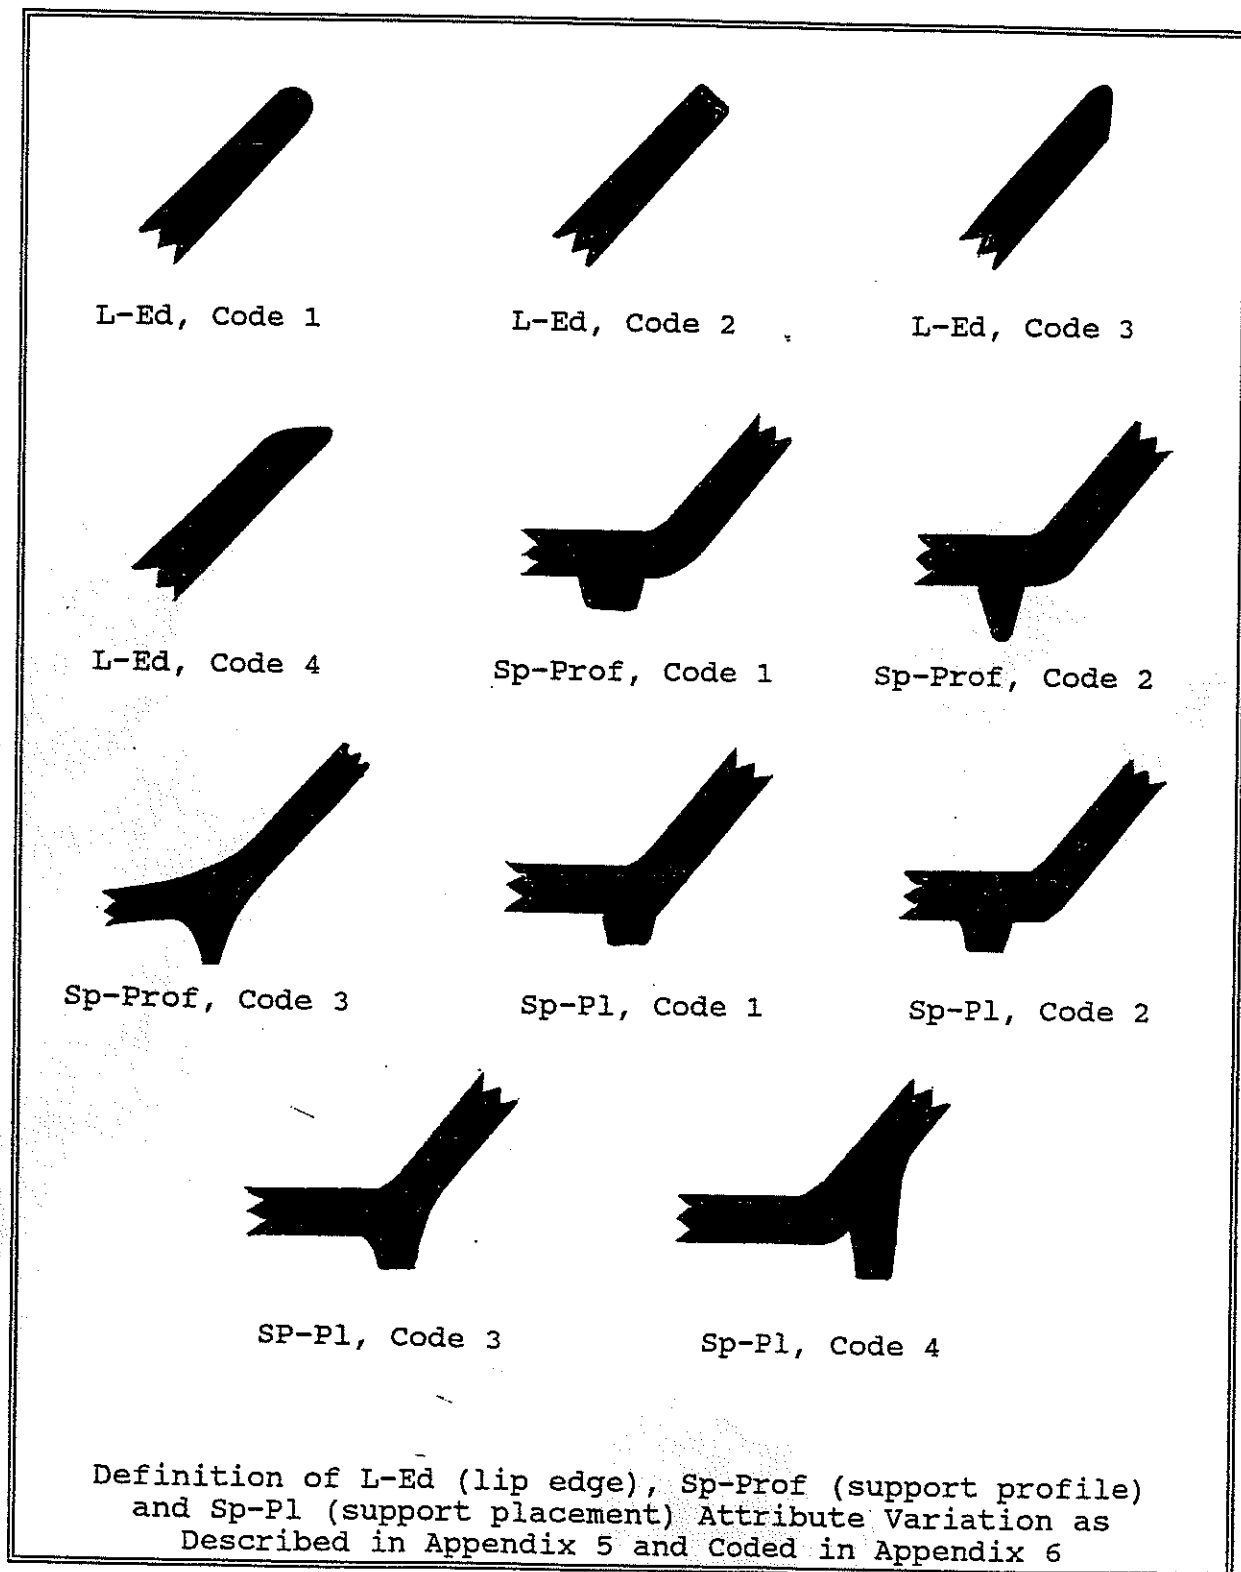 L-Ed, Code 1
L-Ed, Code 2
L-Ed, Code 3
L-Ed, Code 4
Sp-Prof, Code 1
Sp-Prof, Code 2
Sp-Prof, Code 3
Sp-Pl, Code 1
Sp-Pl, Code 2
SP-Pl, Code 3
Sp-Pl, Code 4
Definition of L-Ed (lip edge), Sp-Prof (support profile)
and Sp-Pl (support placement) Attribute Variation as
Described in Appendix 5 and Coded in Appendix 6